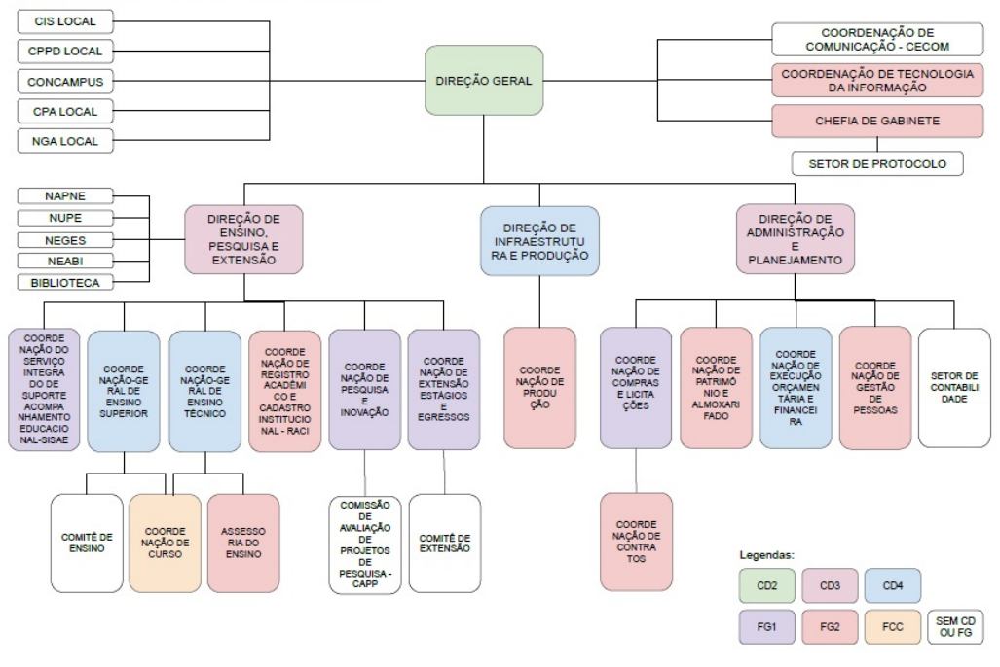 CIS LOCAL
CPPD LOCAL
CONCAMPUS
CPA LOCAL
NGA LOCAL
DIREÇÃO GERAL
COORDENAÇÃO DE
COMUNICAÇÃO - CECOM
COORDENAÇÃO DE TECNOLOGIA
DA INFORMAÇÃO
CHEFIA DE GABINETE
SETOR DE PROTOCOLO
NAPNE
NUPE
NEGES
NEABI
BIBLIOTECA
DIREÇÃO DE
ENSINO,
PESQUISA E
EXTENSÃO
DIREÇÃO DE
INFRAESTRUTU
RA E PRODUÇÃO
DIREÇÃO DE
ADMINISTRAÇÃO
E
PLANEJAMENTO
COORDE
NAÇÃO DO
SERVIÇO
INTEGRA
DO DE
SUPORTE
ACOMPA
NHAMENTO
EDUCACIO
NAL-SISAE
COORDE
NAÇÃO-GE
RAL DE
ENSINO
SUPERIOR
COORDE
NAÇÃO-GE
RAL DE
ENSINO
TÉCNICO
COORDE
NAÇÃO DE
REGISTRO
ACADÊMI
CO E
CADASTRO
INSTITUCIO
NAL - RACI
COORDE
NAÇÃO DE
PESQUISA
E
INOVAÇÃO
COORDE
NAÇÃO DE
EXTENSÃO
ESTÁGIOS
E
EGRESSOS
COORDE
NAÇÃO
DE PRODU
ÇÃO
COORDE
NAÇÃO DE
COMPRAS
E LICITA
ÇÕES
COORDE
NAÇÃO DE
PATRIMÔ
NIO E
ALMOXARI
FADO
COORDE
NAÇÃO DE
EXECUÇÃO
ORÇAMEN
TÁRIA E
FINANCEI
RA
COORDE
NAÇÃO DE
GESTÃO
DE
PESSOAS
SETOR DE
CONTABILI
DADE
COMITÊ DE
ENSINO
COORDE
NAÇÃO DE
CURSO
ASSESSO
RIA DO
ENSINO
COMISSÃO
DE
AVALIAÇÃO
DE
PROJETOS
DE
PESQUISA -
CAPP
COMITÊ DE
EXTENSÃO
COORDE
NAÇÃO DE
CONTRA
TOS
Legendas:
CD2
CD3
CD4
FG1
FG2
FCC
SEM CD
OU FG